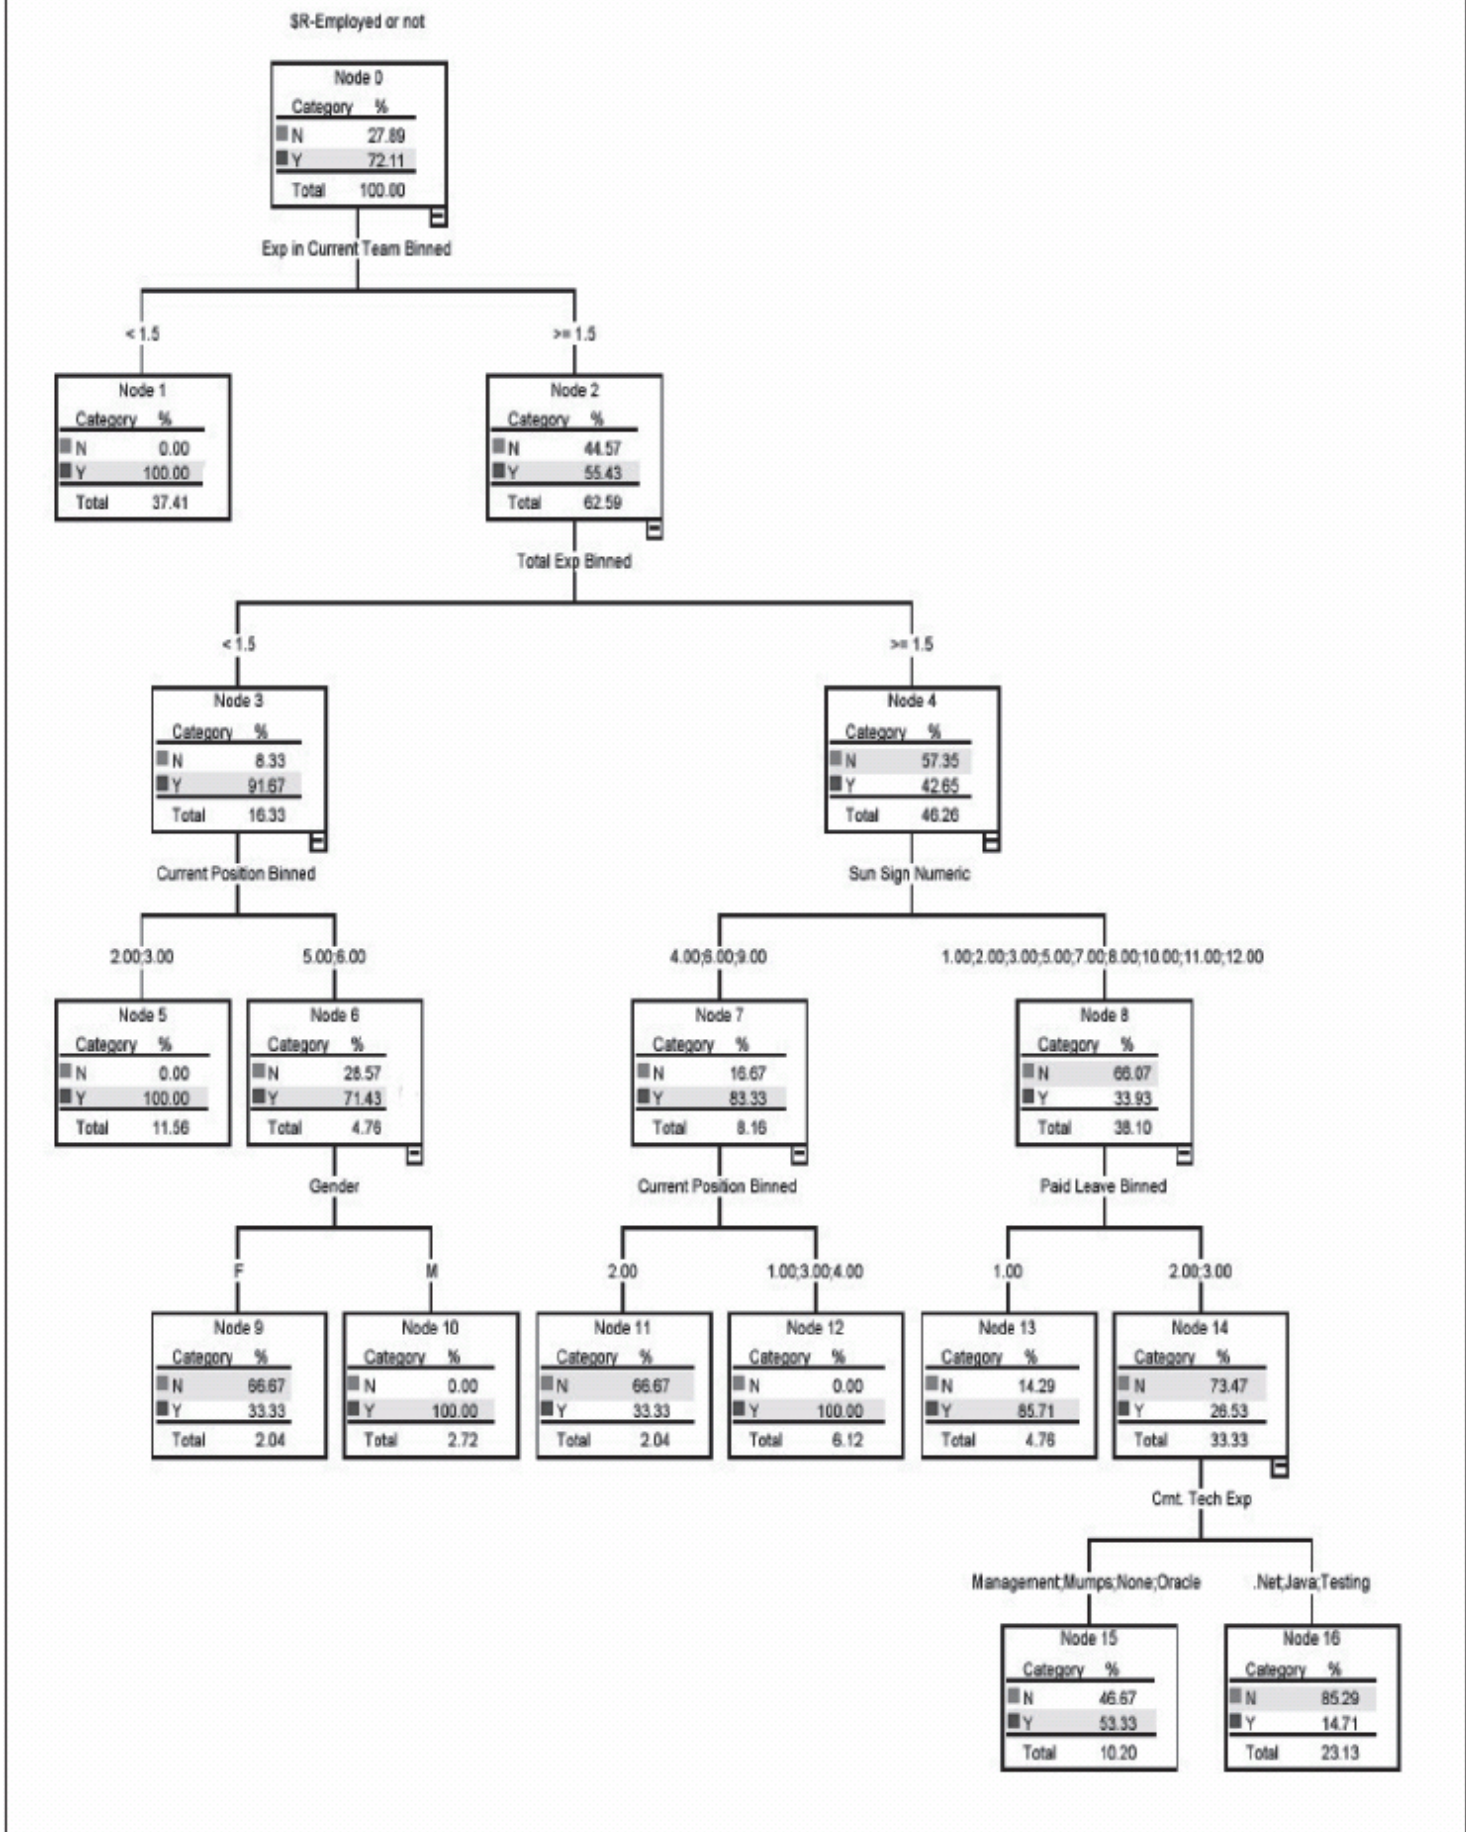 $R-Employed or not
Node 0
Category %
N 27.89
Y 72.11
Total 100.00
Exp in Current Team Binned
< 1.5
>= 1.5
Node 1
Category %
N 0.00
Y 100.00
Total 37.41
Node 2
Category %
N 44.57
Y 55.43
Total 62.59
Total Exp Binned
< 1.5
>= 1.5
Node 3
Category %
N 8.33
Y 91.67
Total 16.33
Node 4
Category %
N 57.35
Y 42.65
Total 46.26
Current Position Binned
Sun Sign Numeric
2.00;3.00
5.00;6.00
4.00;6.00;9.00
1.00;2.00;3.00;5.00;7.00;8.00;10.00;11.00;12.00
Node 5
Category %
N 0.00
Y 100.00
Total 11.56
Node 6
Category %
N 28.57
Y 71.43
Total 4.76
Node 7
Category %
N 16.67
Y 83.33
Total 8.16
Node 8
Category %
N 66.07
Y 33.93
Total 38.10
Gender
Current Position Binned
Paid Leave Binned
F
M
2.00
1.00;3.00;4.00
1.00
2.00;3.00
Node 9
Category %
N 66.67
Y 33.33
Total 2.04
Node 10
Category %
N 0.00
Y 100.00
Total 2.72
Node 11
Category %
N 66.67
Y 33.33
Total 2.04
Node 12
Category %
N 0.00
Y 100.00
Total 6.12
Node 13
Category %
N 14.29
Y 85.71
Total 4.76
Node 14
Category %
N 73.47
Y 26.53
Total 33.33
Crnt. Tech Exp
Management;Mumps;None;Oracle
.Net;Java;Testing
Node 15
Category %
N 46.67
Y 53.33
Total 10.20
Node 16
Category %
N 85.29
Y 14.71
Total 23.13